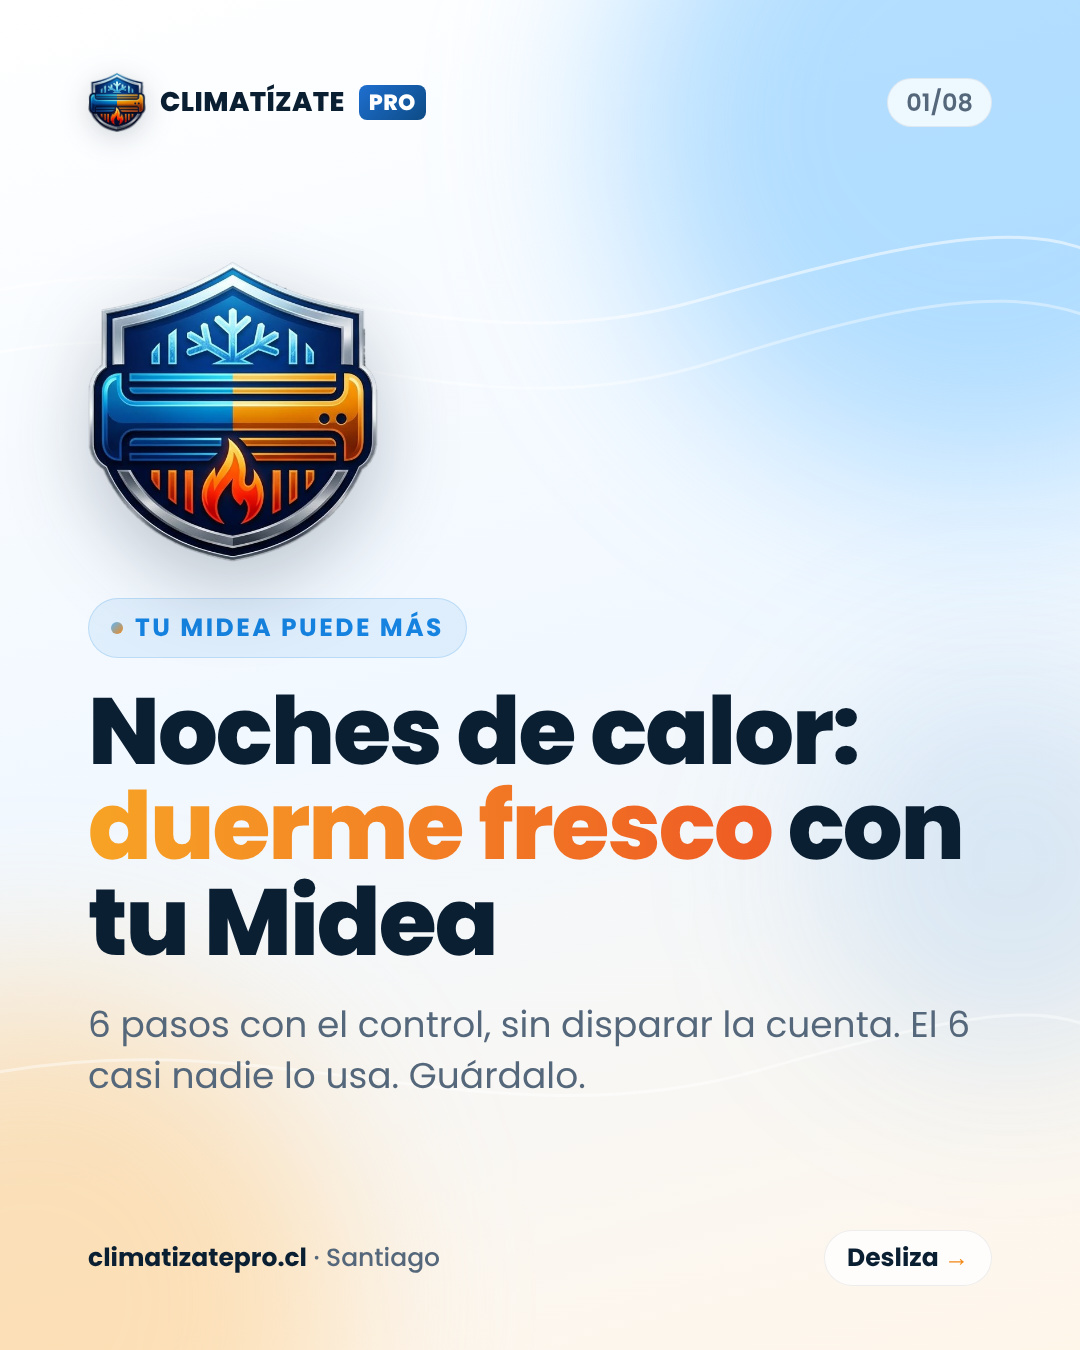 CLIMATÍZATE PRO
01/08
TU MIDEA PUEDE MÁS
Noches de calor:
duerme fresco con
tu Midea
6 pasos con el control, sin disparar la cuenta. El 6
casi nadie lo usa. Guárdalo.
climatizatepro.cl · Santiago
Desliza →